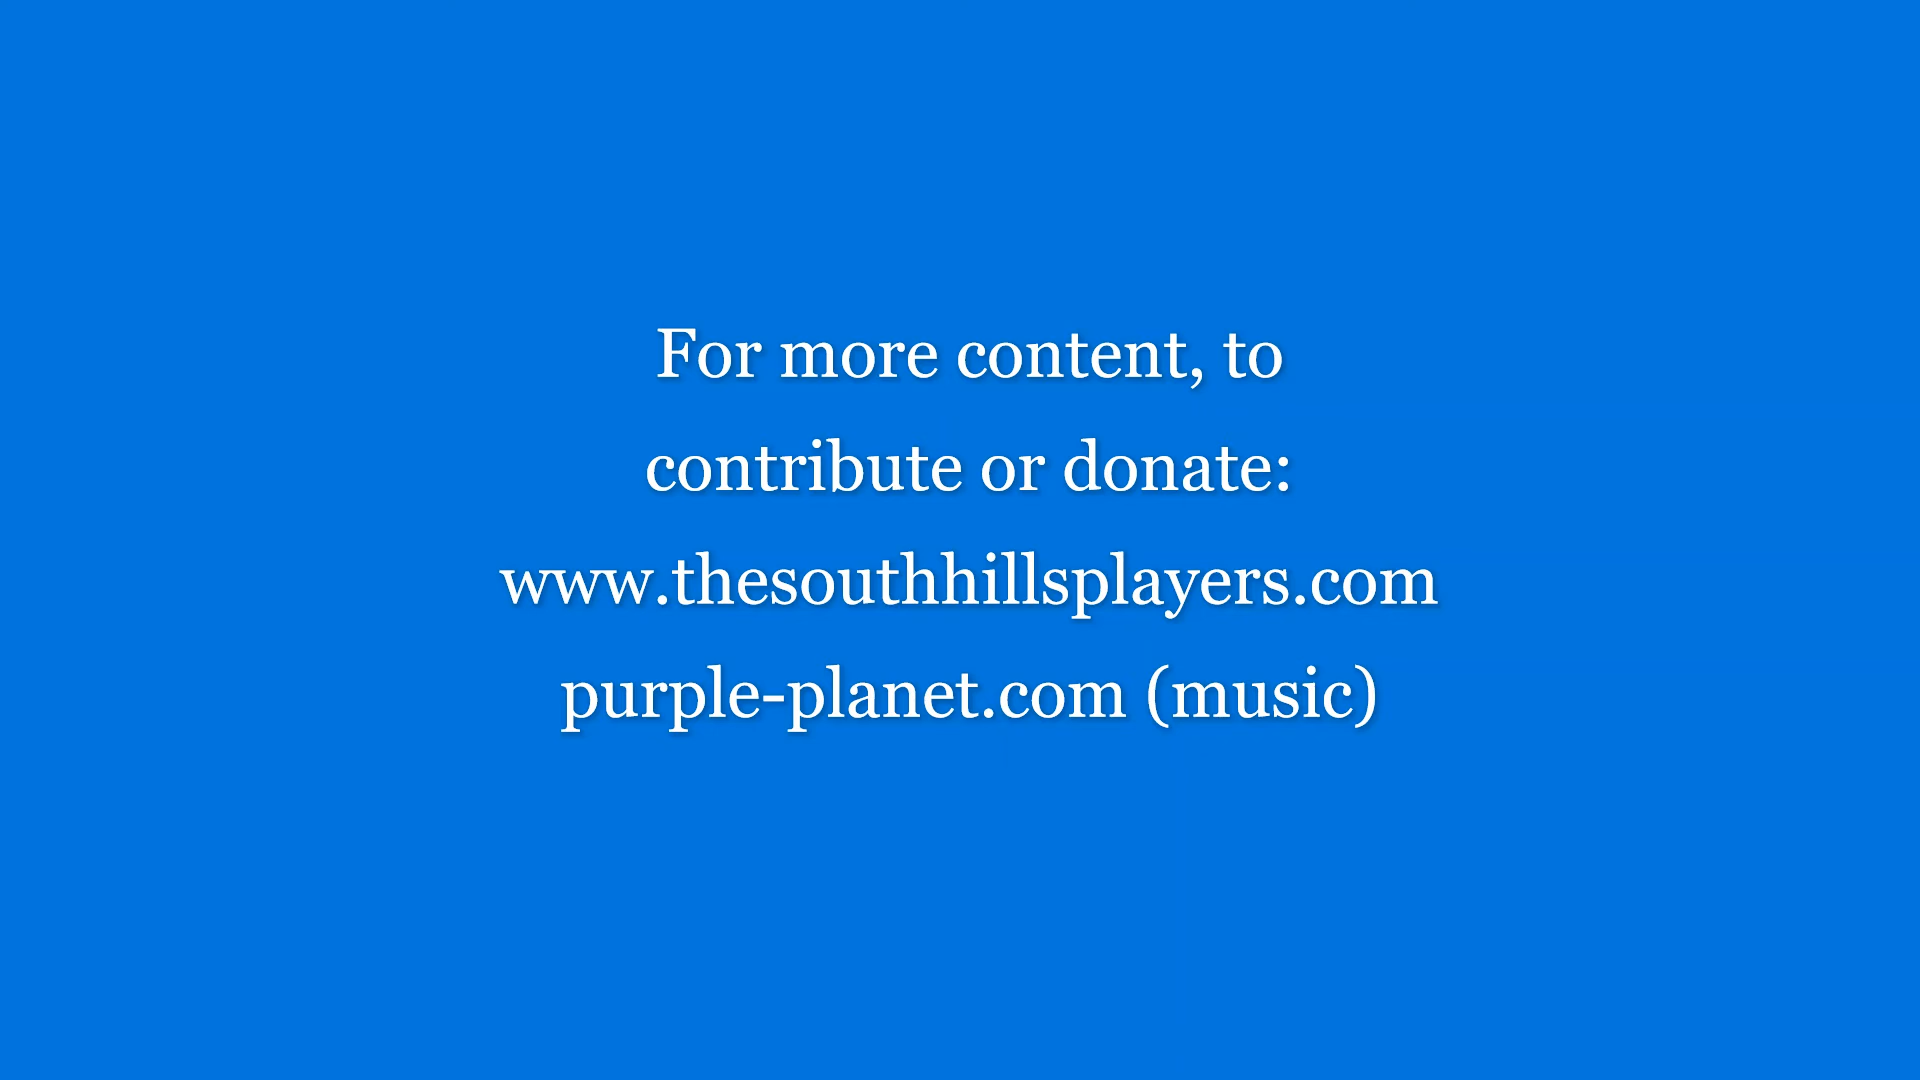 For more content, to
contribute or donate:
www.thesouthhillsplayers.com
purple-planet.com (music)